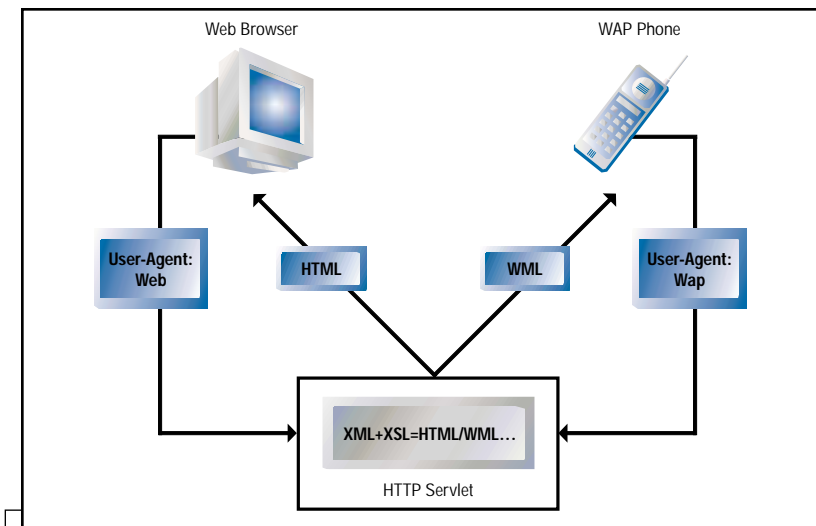 Web Browser
WAP Phone
User-Agent:
Web
HTML
WML
User-Agent:
Wap
XML+XSL=HTML/WML...
HTTP Servlet